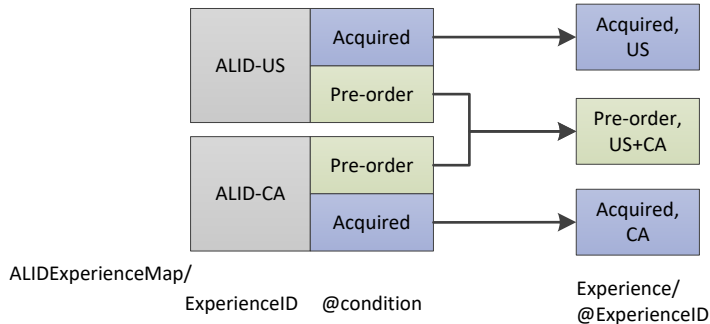 ALID-US
Acquired
Pre-order
ALID-CA
Pre-order
Acquired
Acquired,
US
Pre-order,
US+CA
Acquired,
CA
ALIDExperienceMap/
ExperienceID
@condition
Experience/
@ExperienceID